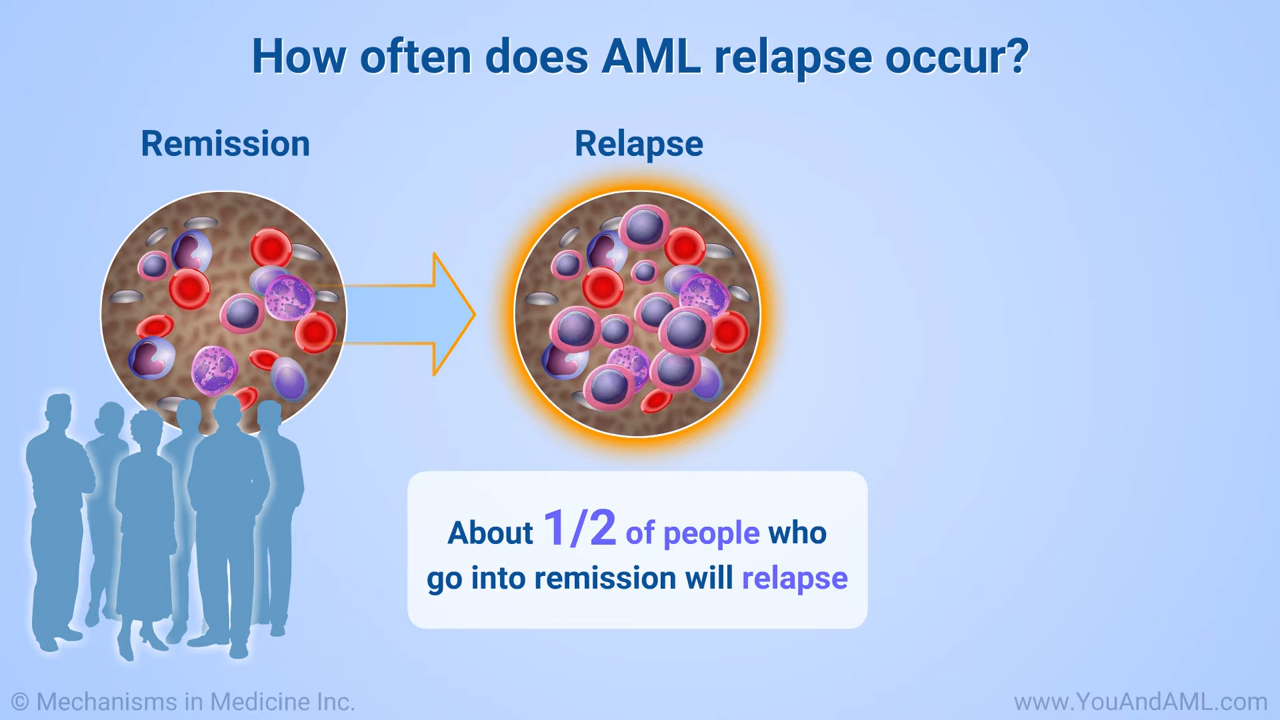 How often does AML relapse occur?
Remission
Relapse
About 1/2 of people who
go into remission will relapse
© Mechanisms in Medicine Inc.
www.YouAndAML.com